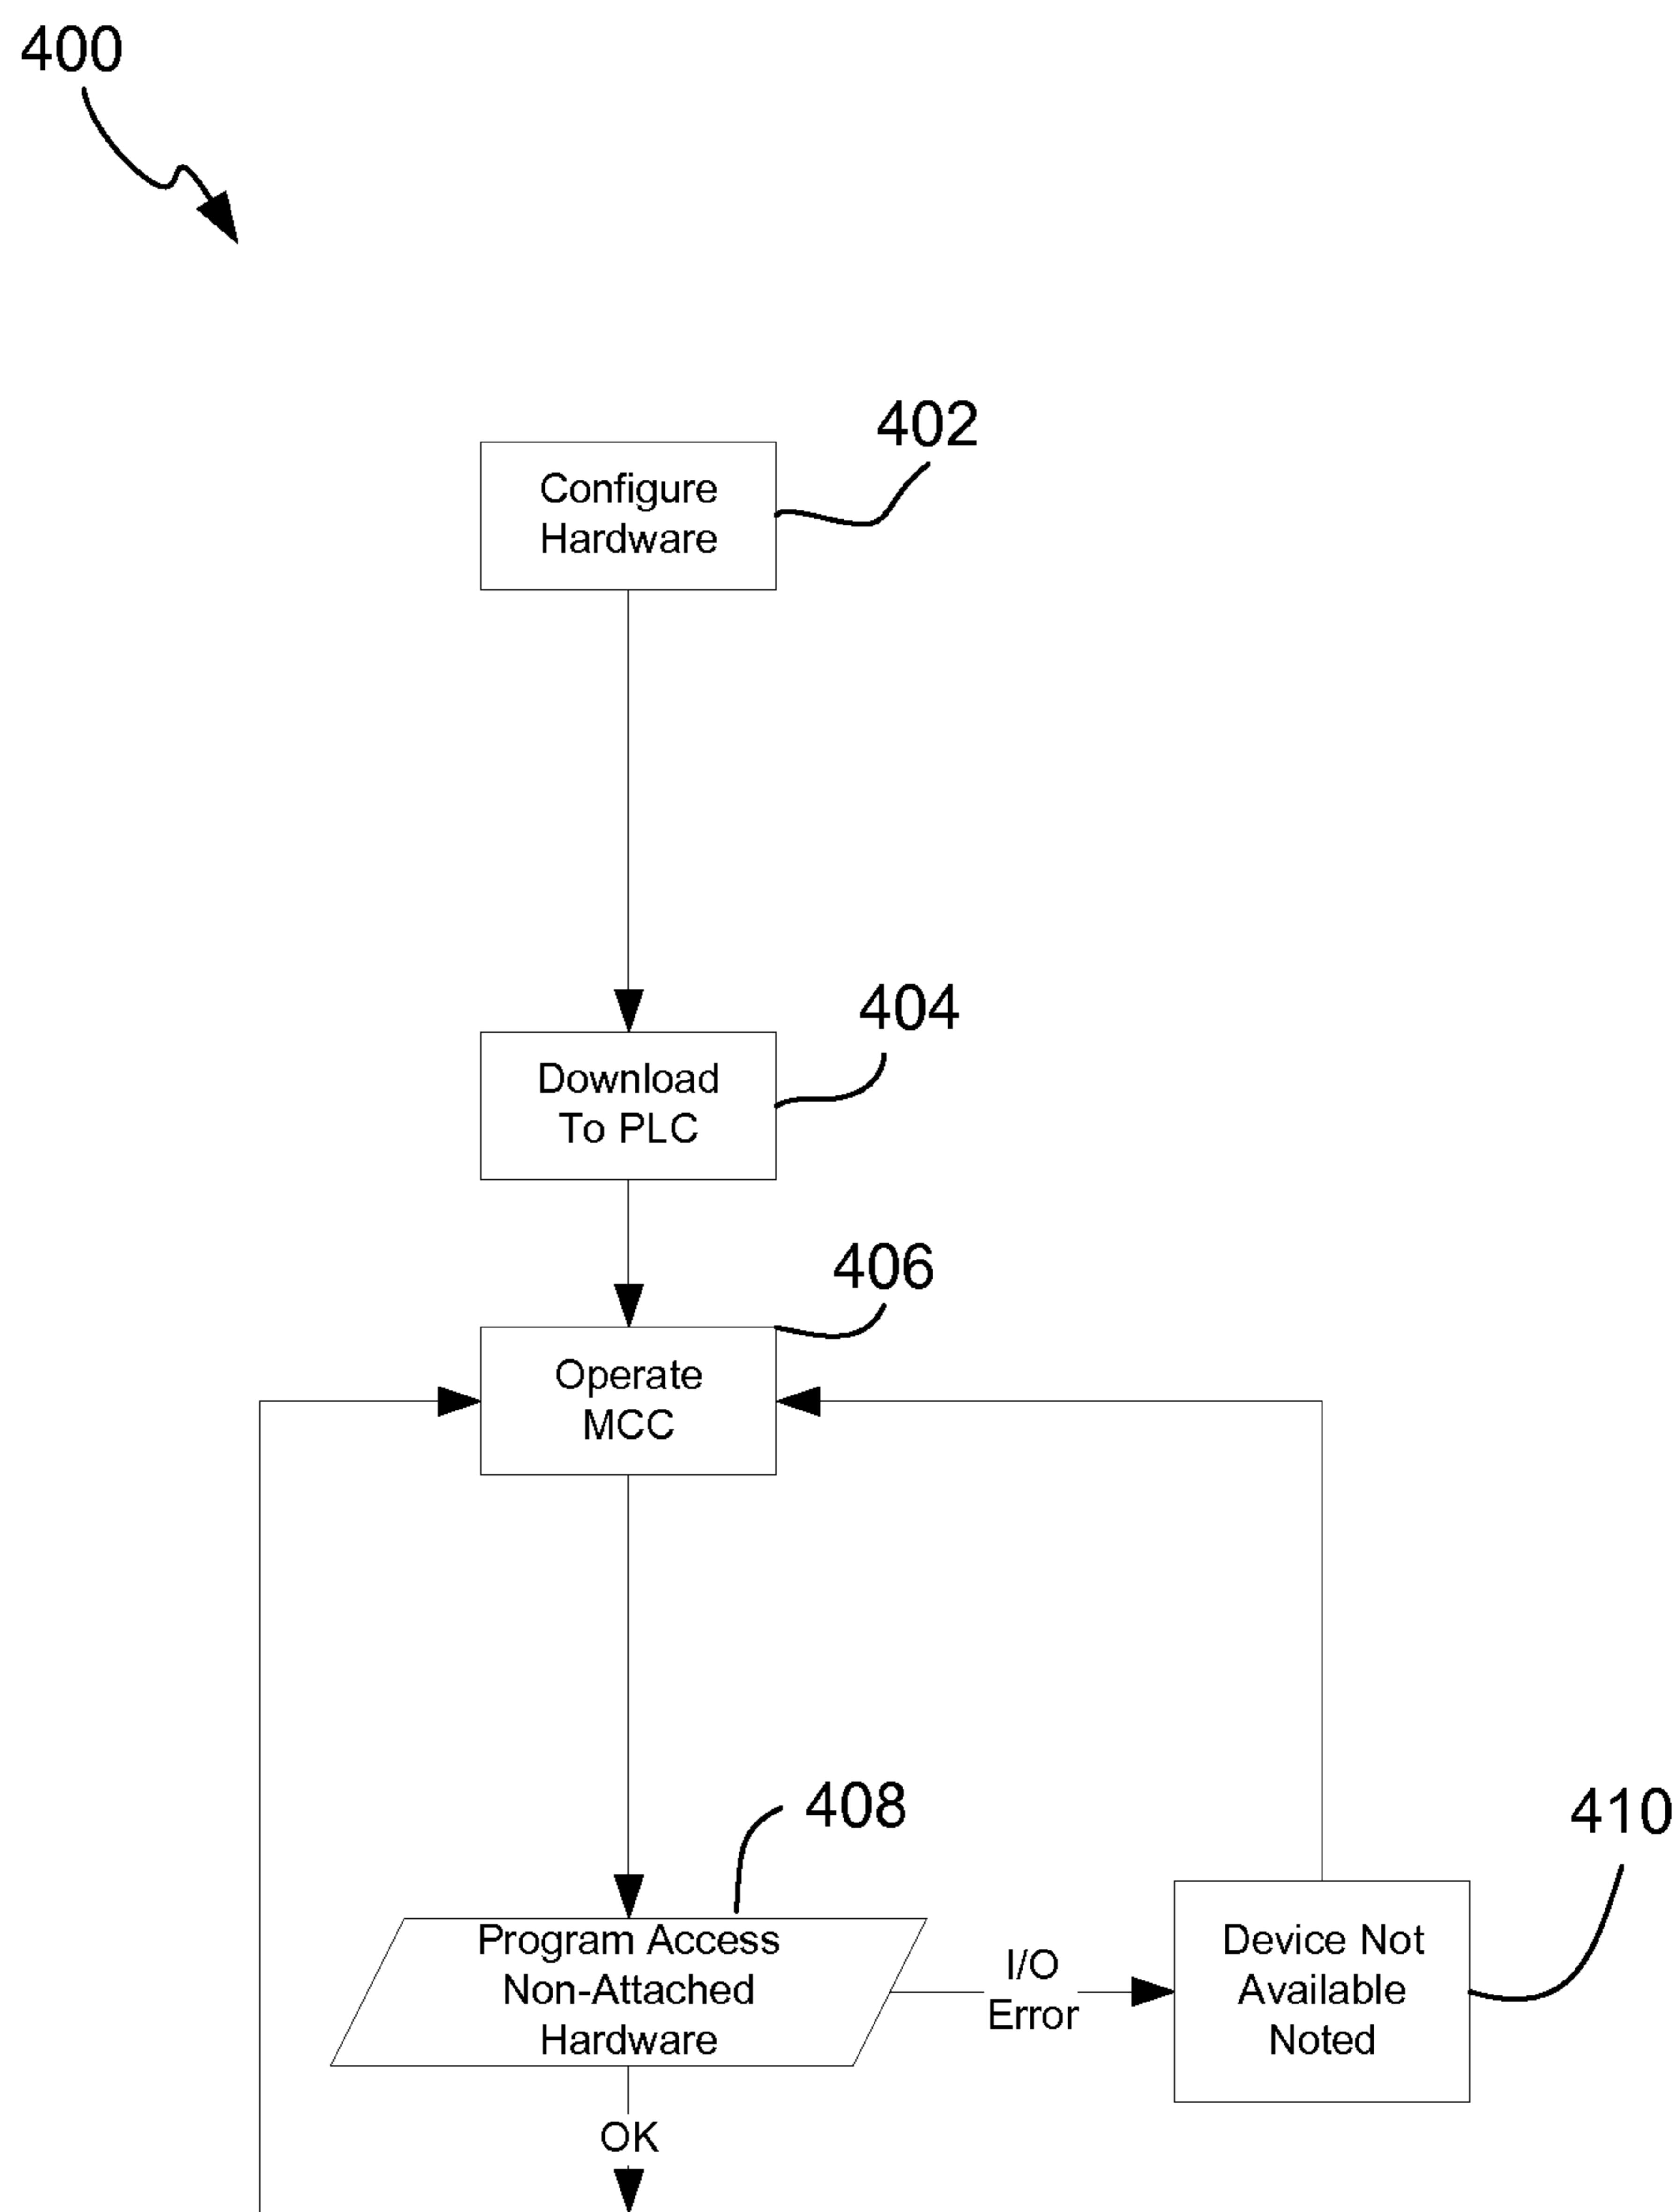 400
402
Configure
Hardware
404
Download
To PLC
406
Operate
MCC
408
410
Program Access
Non-Attached
Hardware
I/O
Error
Device Not
Available
Noted
OK